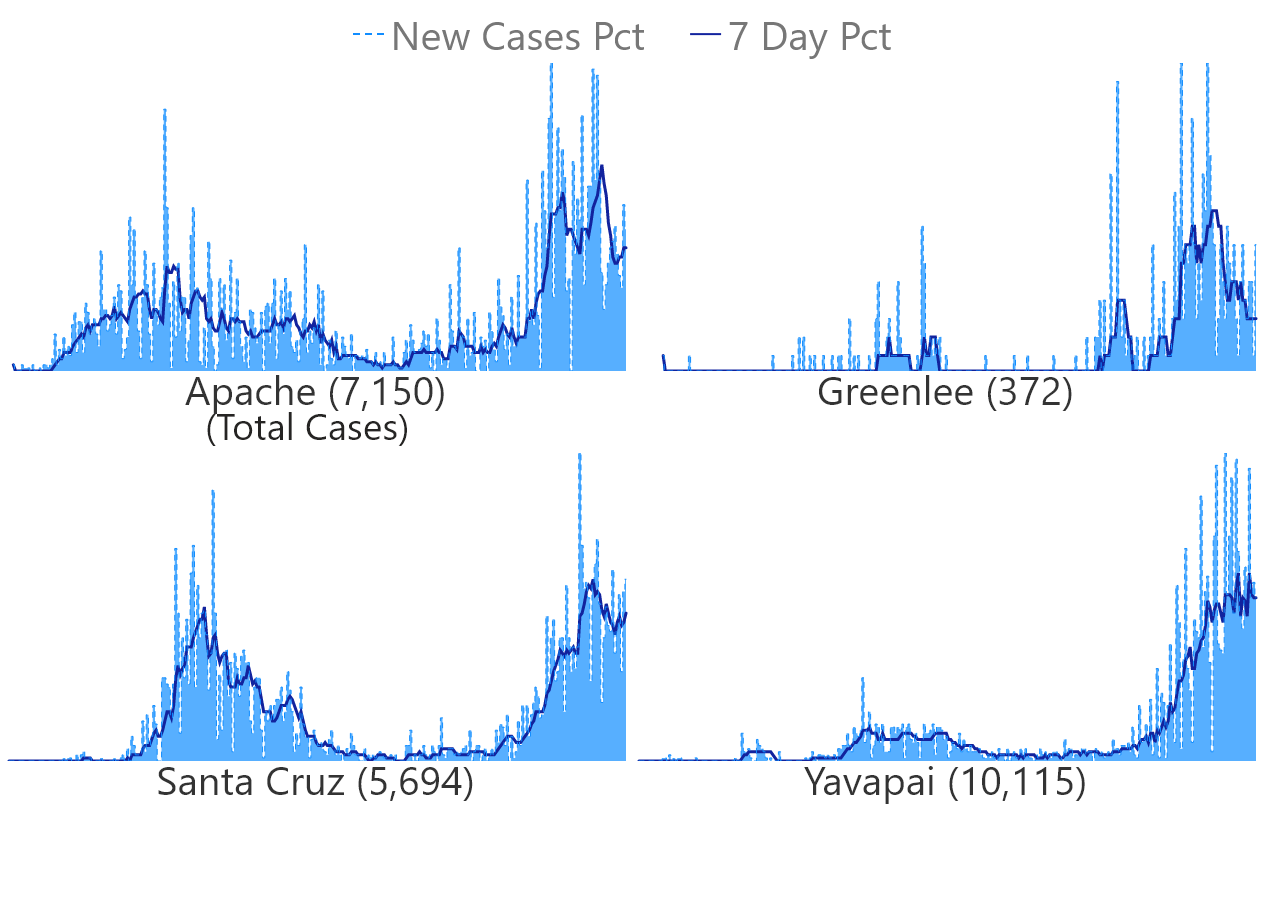 New Cases Pct 7 Day Pct
Apache (7,150) Greenlee (372)
(Total Cases)
Santa Cruz (5,694) Yavapai (10,115)